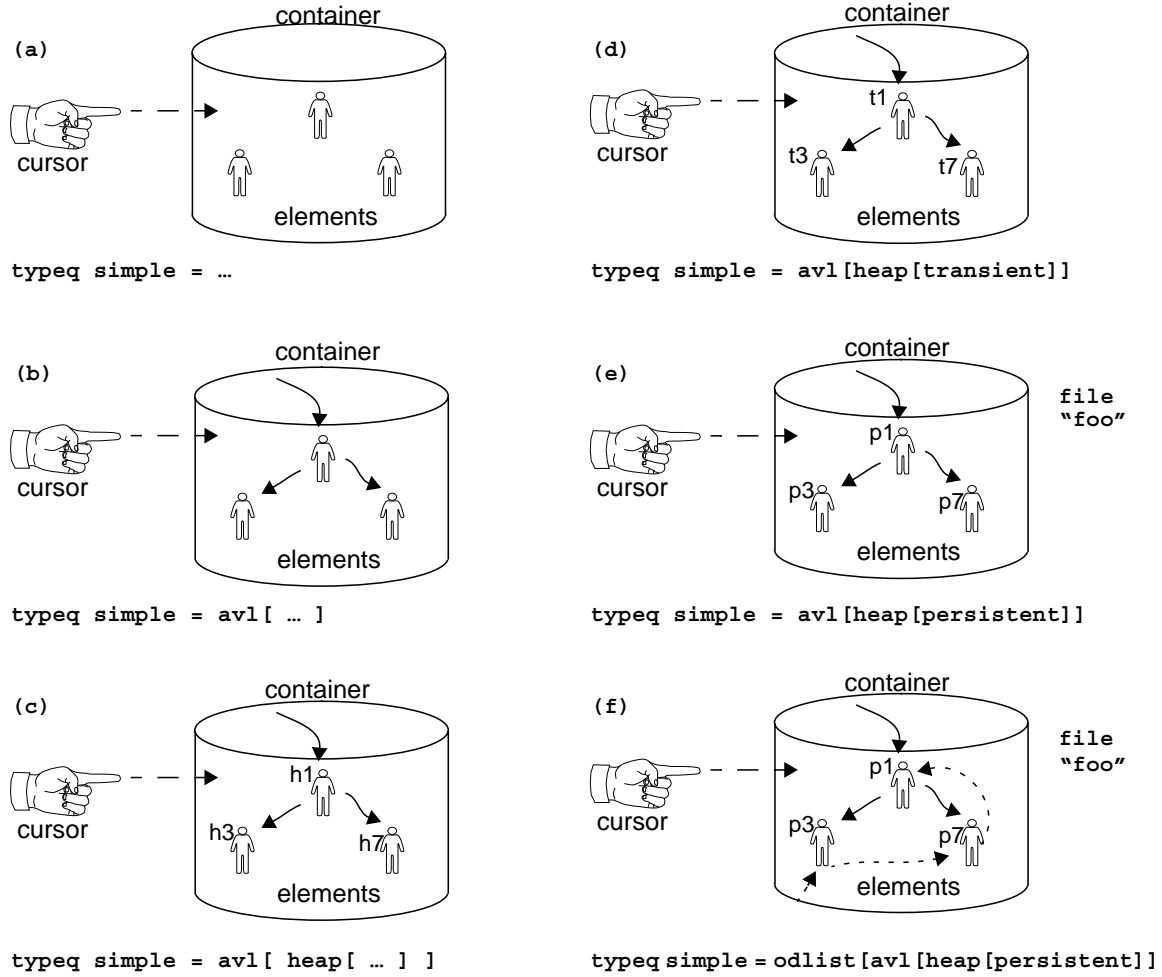 (a)
container
cursor
elements
typeq simple = …
(b)
container
cursor
elements
typeq simple = avl[ … ]
(c)
container
h1
h3
h7
cursor
elements
typeq simple = avl[ heap[ … ] ]
(d)
container
t1
t3
t7
cursor
elements
typeq simple = avl[heap[transient]]
(e)
container
file
“foo”
p1
p3
p7
cursor
elements
typeq simple = avl[heap[persistent]]
(f)
container
file
“foo”
p1
p3
p7
cursor
elements
typeq simple = odlist[avl[heap[persistent]]